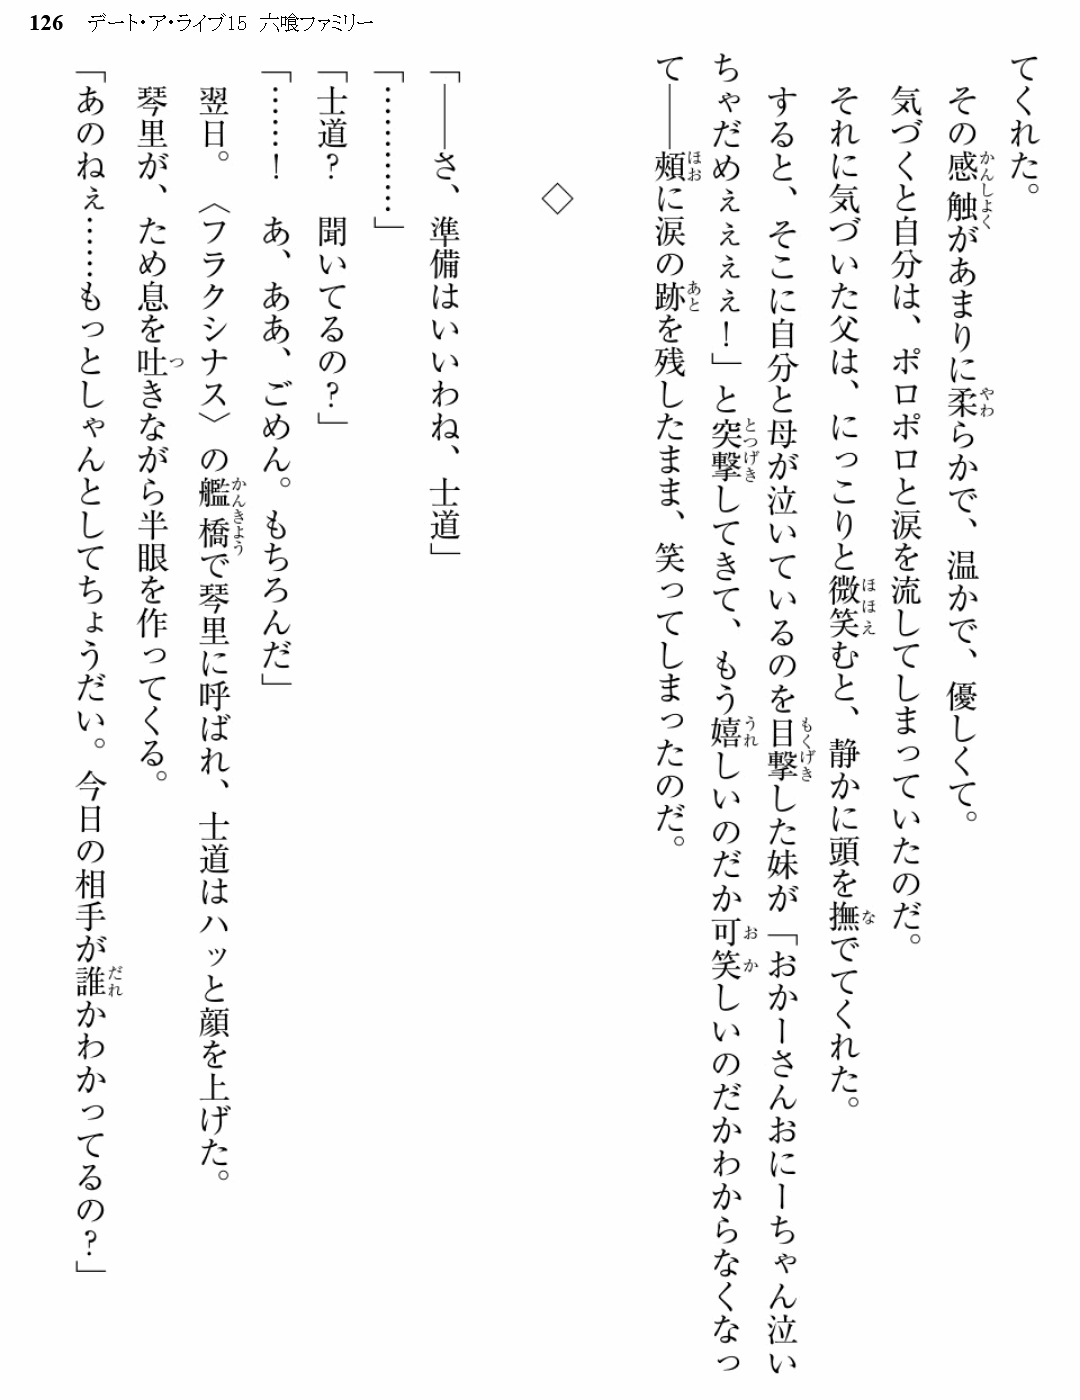 126 デート・ア・ライブ15 六喰ファミリー
てくれた。
その感触があまりに柔らかで、温かで、優しくて。
気づくと自分は、ポロポロと涙を流してしまっていたのだ。
それに気づいた父は、にっこりと微笑むと、静かに頭を撫でてくれた。
すると、そこに自分と母が泣いているのを目撃した妹が「おかーさんおにーちゃん泣い
ちゃだめぇぇぇぇ！」と突撃してきて、もう嬉しいのだか可笑しいのだかわからなくなっ
て――頰に涙の跡を残したまま、笑ってしまったのだ。
◇
「――さ、準備はいいわね、士道」
「…………」
「士道？　聞いてるの？」
「……！　あ、ああ、ごめん。もちろんだ」
翌日。〈フラクシナス〉の艦橋で琴里に呼ばれ、士道はハッと顔を上げた。
琴里が、ため息を吐きながら半眼を作ってくる。
「あのねぇ……もっとしゃんとしてちょうだい。今日の相手が誰かわかってるの？」